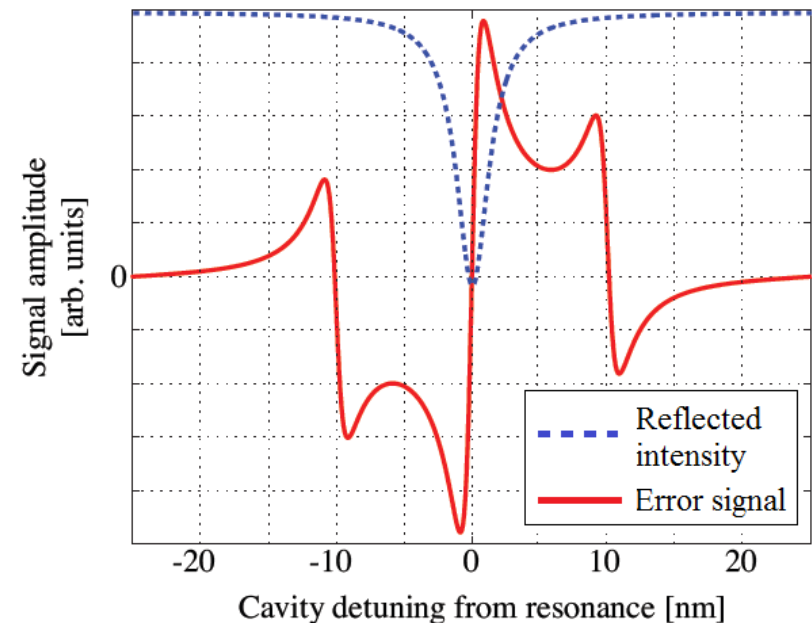 Signal amplitude
[arb. units]
0
Reflected
intensity
Error signal
-20 -10 0 10 20
Cavity detuning from resonance [nm]